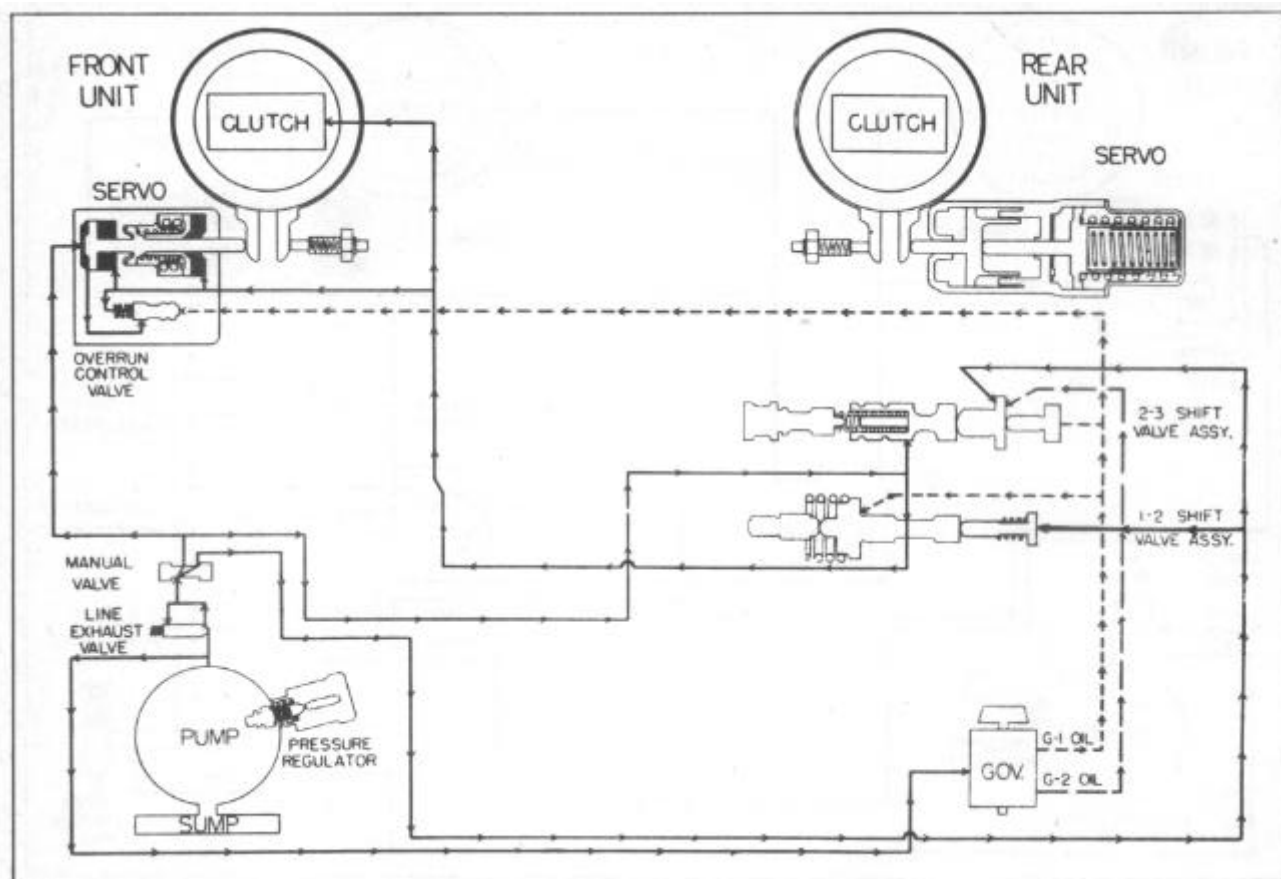 FRONT
UNIT
CLUTCH
SERVO
OVERRUN
CONTROL
VALVE
REAR
UNIT
CLUTCH
SERVO
2-3 SHIFT
VALVE ASSY.
1-2 SHIFT
VALVE ASSY.
MANUAL
VALVE
LINE
EXHAUST
VALVE
PUMP
PRESSURE
REGULATOR
SUMP
GOV.
G-1 OIL
G-2 OIL